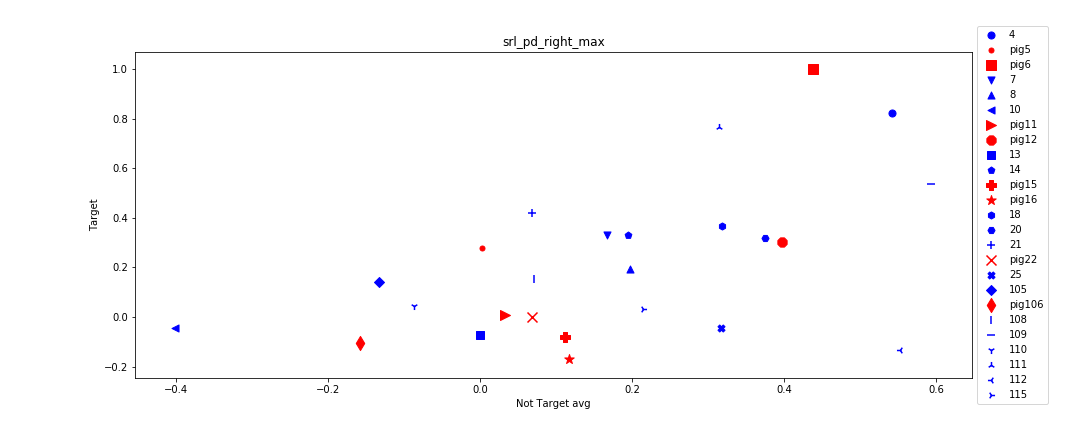 srl_pd_right_max
1.0
0.8
0.6
0.4
0.2
0.0
−0.2
Target
−0.4
−0.2
0.0
0.2
0.4
0.6
Not Target avg
4
pig5
pig6
7
8
10
pig11
pig12
13
14
pig15
pig16
18
20
21
pig22
25
105
pig106
108
109
110
111
112
115